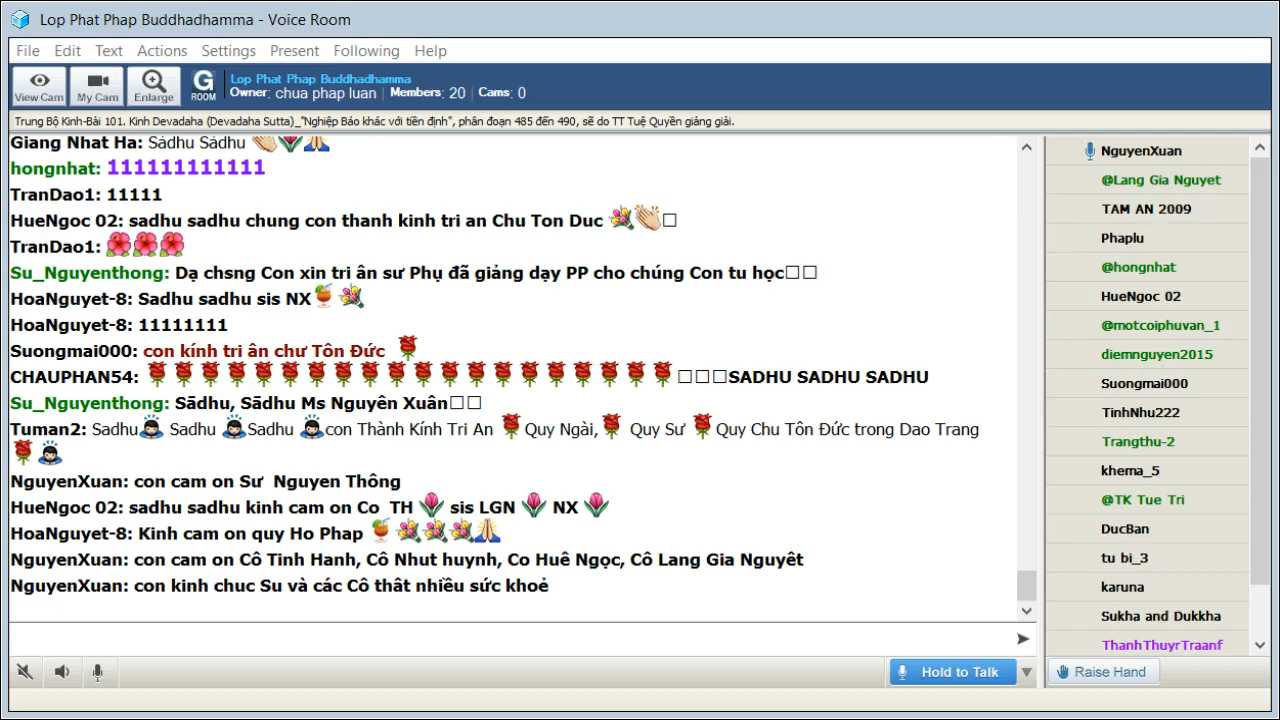 Lop Phat Phap Buddhadhamma - Voice Room
File Edit Text Actions Settings Present Following Help
View Cam My Cam Enlarge G ROOM
Lop Phat Phap Buddhadhamma
Owner: chua phap luan Members: 20 Cams: 0
Trung Bộ Kinh-Bài 101. Kinh Devadaha (Devadaha Sutta)_"Nghiệp Báo khác với tiền định", phân đoạn 485 đến 490, sẽ do TT Tuệ Quyền giảng giải.
Giang Nhat Ha: Sādhu Sādhu 👏🌷🙏
hongnhat: 111111111111
TranDao1: 11111
HueNgoc 02: sadhu sadhu chung con thanh kinh tri an Chu Ton Duc 💐👏□
TranDao1: 🌺🌺🌺
Su_Nguyenthong: Dạ chsng Con xin tri ân sư Phụ đã giảng dạy PP cho chúng Con tu học□□
HoaNguyet-8: Sadhu sadhu sis NX🍹💐
HoaNguyet-8: 11111111
Suongmai000: con kính tri ân chư Tôn Đức 🌹
CHAUPHAN54: 🌹🌹🌹🌹🌹🌹🌹🌹🌹🌹🌹🌹🌹🌹🌹🌹🌹🌹🌹🌹□□□SADHU SADHU SADHU
Su_Nguyenthong: Sādhu, Sādhu Ms Nguyên Xuân□□
Tuman2: Sadhu🙇 Sadhu 🙇Sadhu 🙇con Thành Kính Tri An 🌹Quy Ngài,🌹 Quy Sư 🌹Quy Chu Tôn Đức trong Dao Trang
🌹🙇
NguyenXuan: con cam on Sư Nguyen Thông
HueNgoc 02: sadhu sadhu kinh cam on Co TH 🌷 sis LGN 🌷 NX 🌷
HoaNguyet-8: Kinh cam on quy Ho Phap 🍹💐💐💐🙏
NguyenXuan: con cam on Cô Tinh Hanh, Cô Nhut huynh, Co Huê Ngọc, Cô Lang Gia Nguyêt
NguyenXuan: con kinh chuc Su và các Cô thât nhiều sức khoẻ
NguyenXuan
@Lang Gia Nguyet
TAM AN 2009
Phaplu
@hongnhat
HueNgoc 02
@motcoiphuvan_1
diemnguyen2015
Suongmai000
TinhNhu222
Trangthu-2
khema_5
@TK Tue Tri
DucBan
tu bi_3
karuna
Sukha and Dukkha
ThanhThuyrTraanf
Hold to Talk
Raise Hand